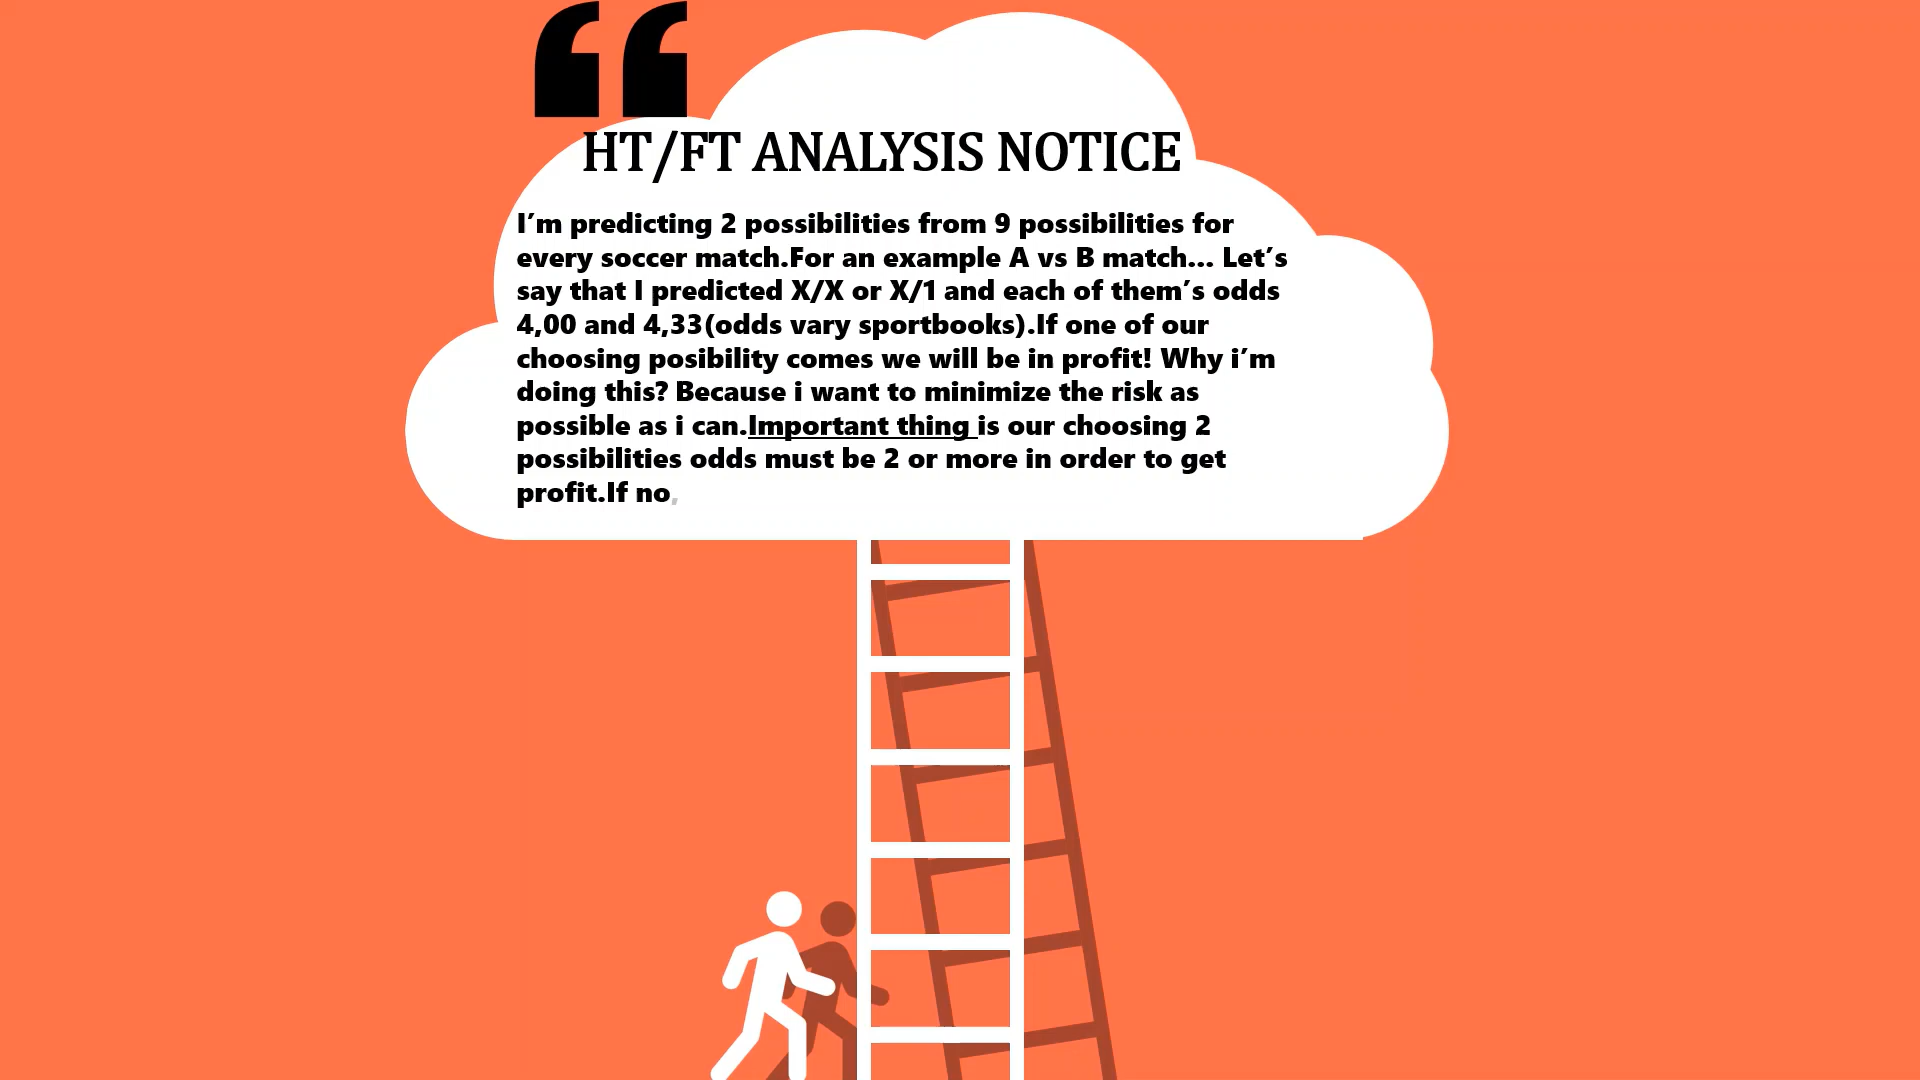 “
HT/FT ANALYSIS NOTICE
I’m predicting 2 possibilities from 9 possibilities for
every soccer match.For an example A vs B match... Let’s
say that I predicted X/X or X/1 and each of them’s odds
4,00 and 4,33(odds vary sportbooks).If one of our
choosing posibility comes we will be in profit! Why i’m
doing this? Because i want to minimize the risk as
possible as i can.Important thing is our choosing 2
possibilities odds must be 2 or more in order to get
profit.If no,